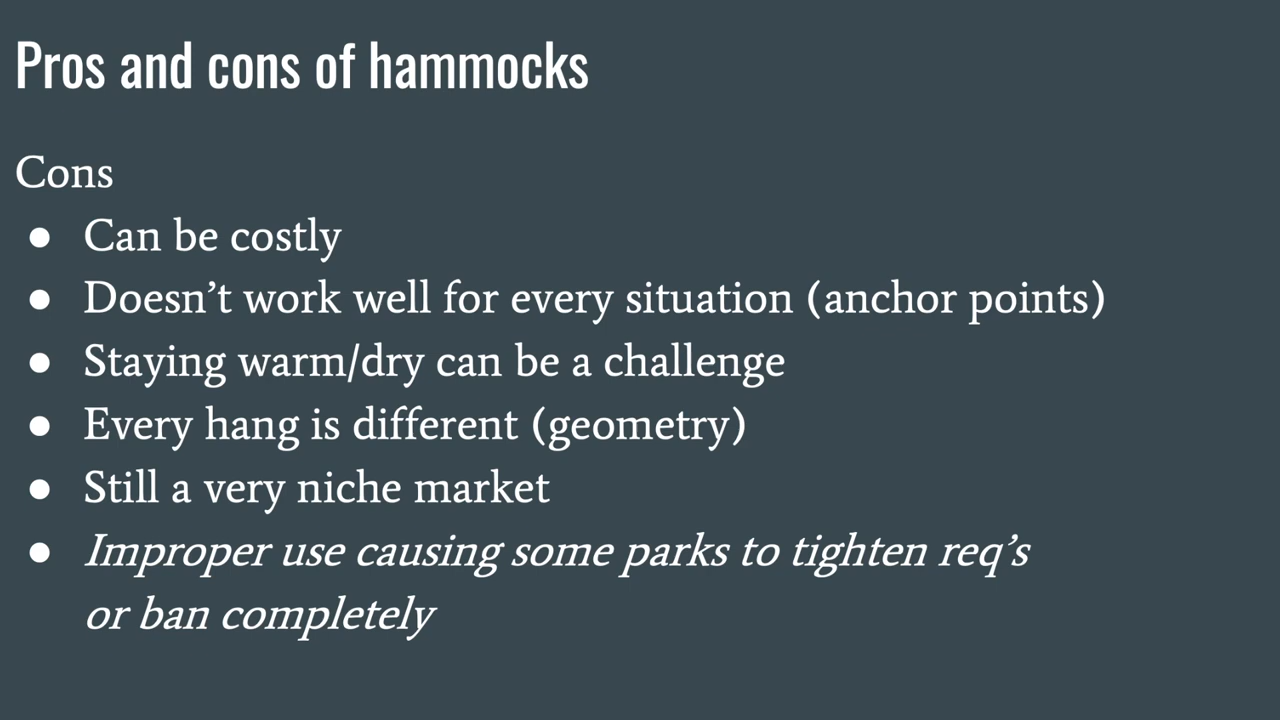 Pros and cons of hammocks
Cons
● Can be costly
● Doesn’t work well for every situation (anchor points)
● Staying warm/dry can be a challenge
● Every hang is different (geometry)
● Still a very niche market
● Improper use causing some parks to tighten req’s
or ban completely